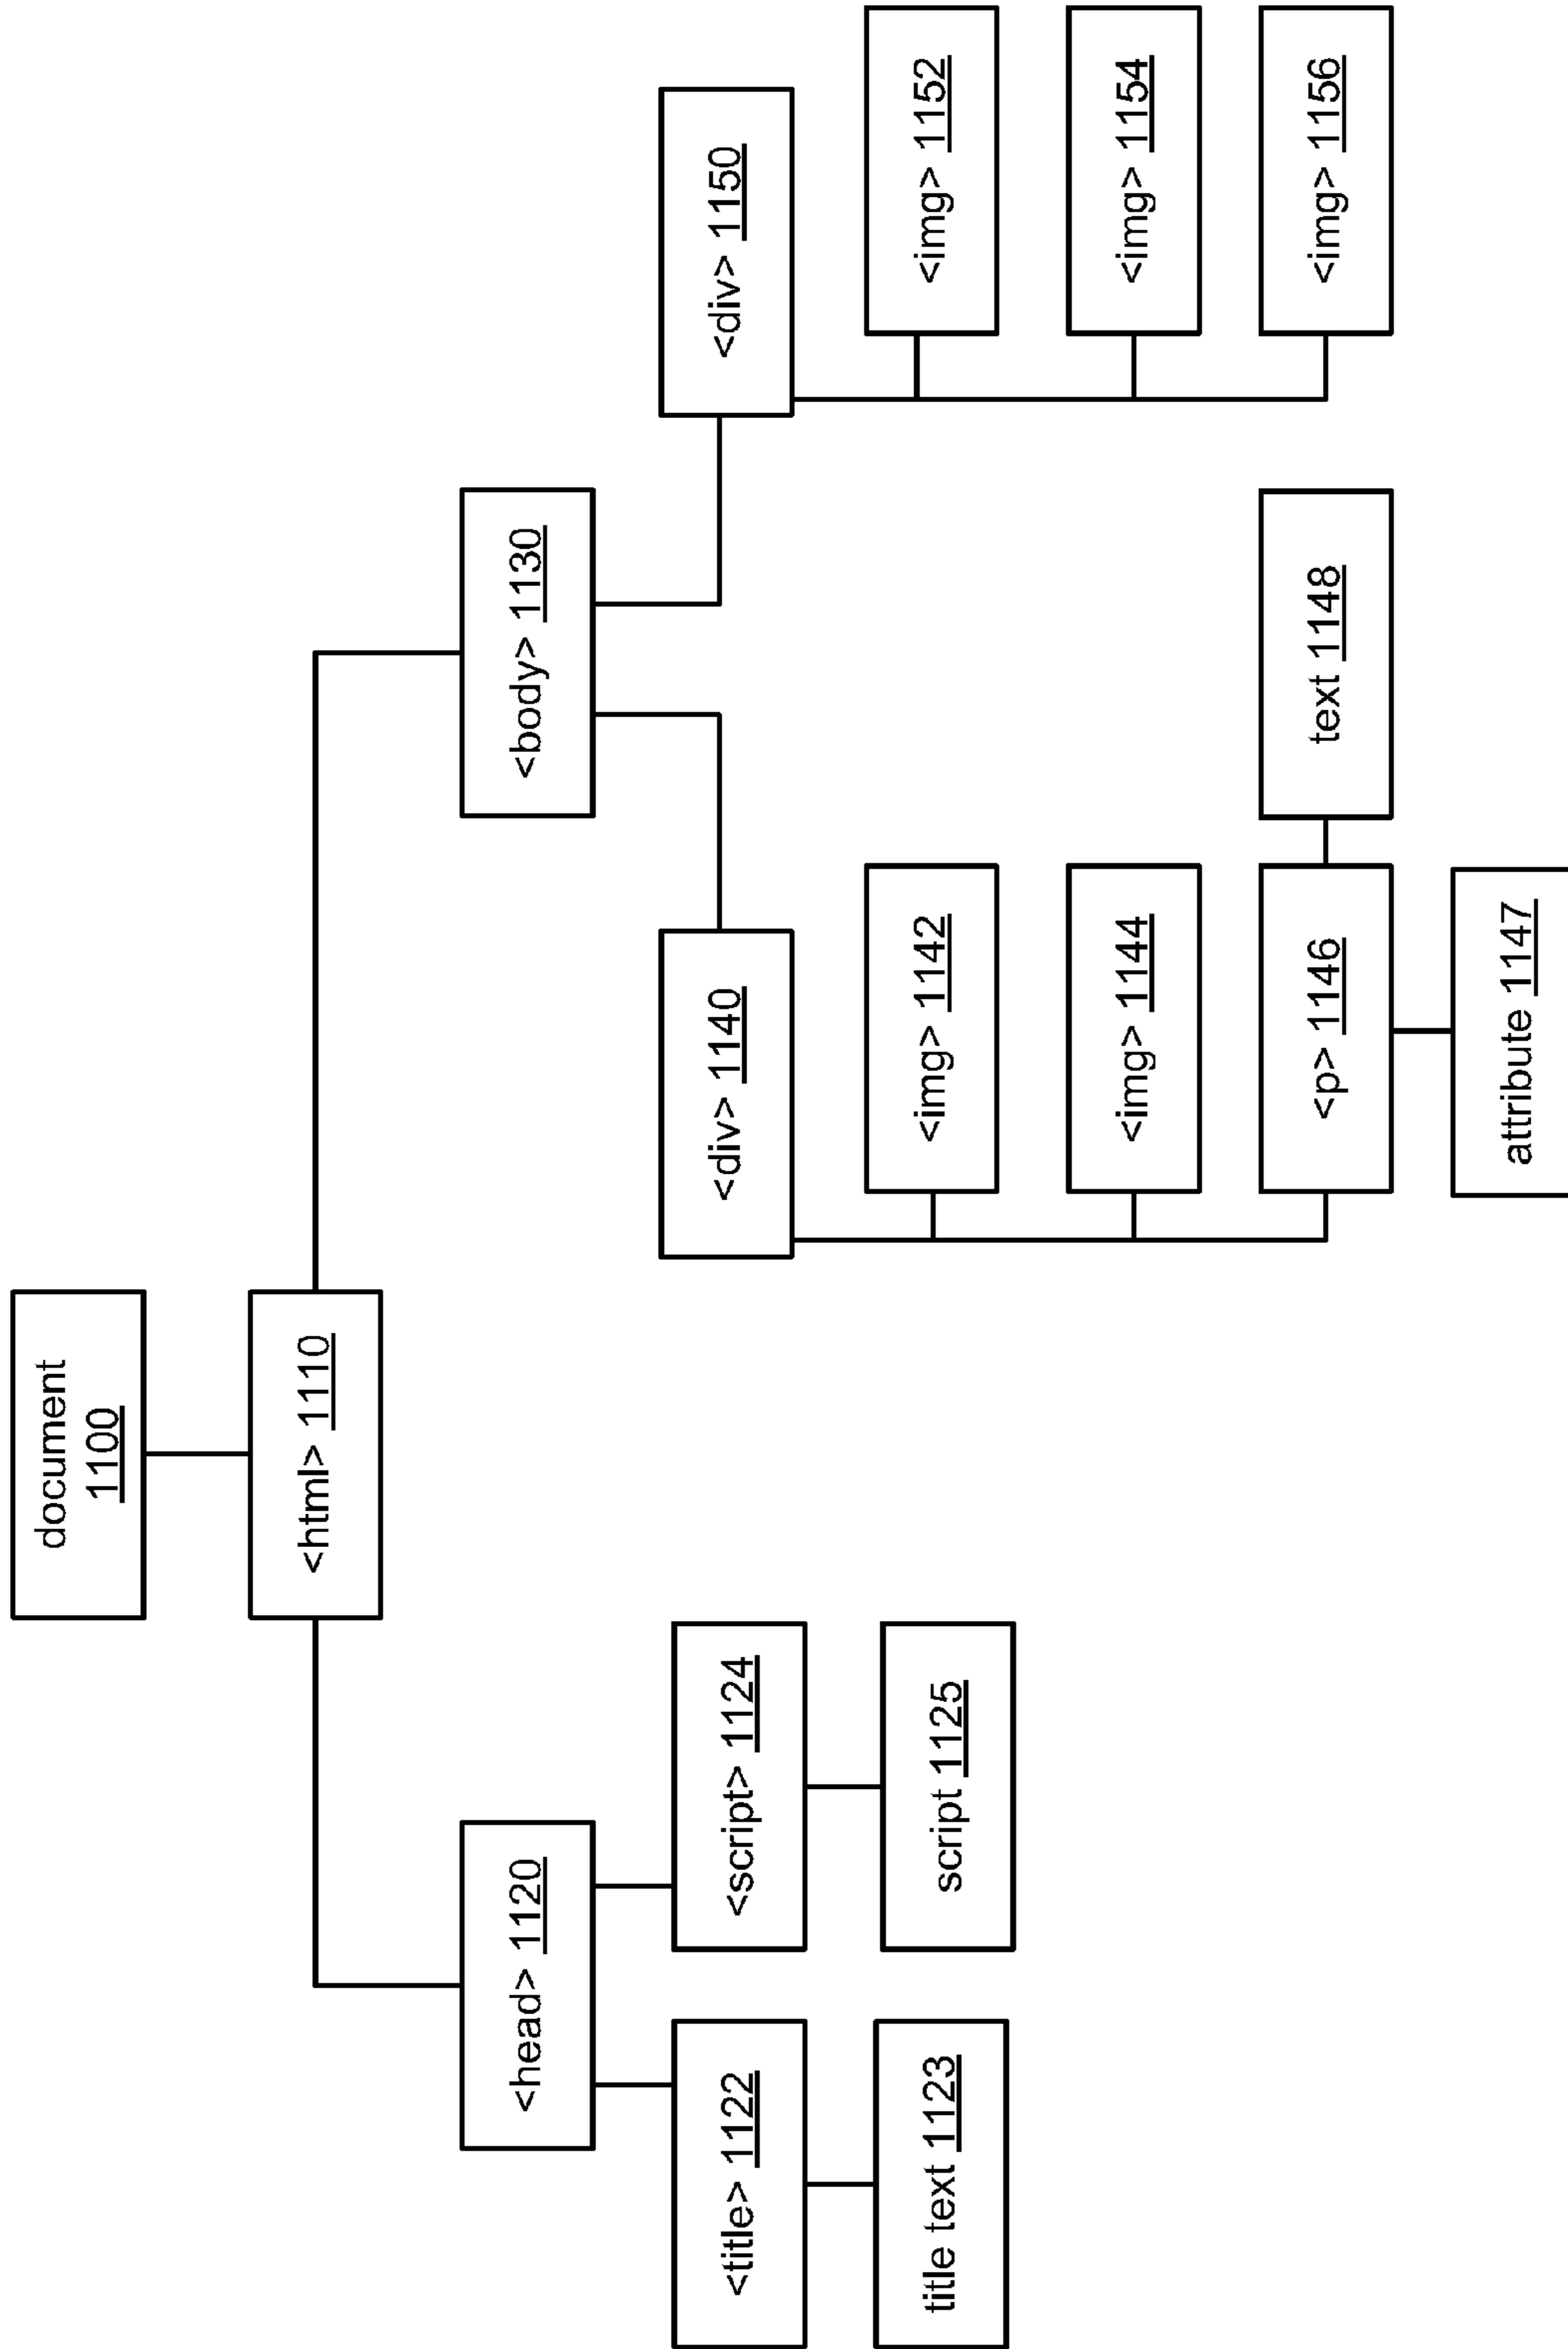 document
1100
<html> 1110
<head> 1120
<body> 1130
<title> 1122
<script> 1124
<div> 1140
<div> 1150
title text 1123
script 1125
<img> 1142
<img> 1152
<img> 1144
<img> 1154
<p> 1146
text 1148
<img> 1156
attribute 1147